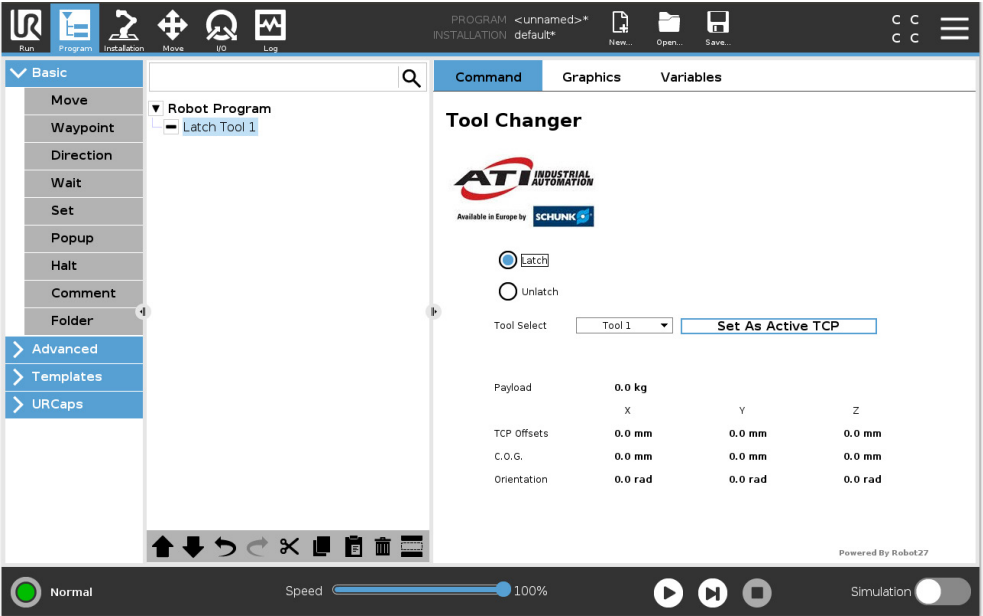 UR
PROGRAM <unnamed>*
INSTALLATION default*
C C
C C
Run Program Installation Move I/O Log
New... Open... Save...
Basic
Command Graphics Variables
Move
Robot Program
Latch Tool 1
Tool Changer
Waypoint
Direction
Wait
Set
Popup
Halt
Comment
Folder
Advanced
Templates
URCaps
ATI INDUSTRIAL
AUTOMATION
Available in Europe by SCHUNK
Latch
Unlatch
Tool Select Tool 1 Set As Active TCP
Payload 0.0 kg
X Y Z
TCP Offsets 0.0 mm 0.0 mm 0.0 mm
C.O.G. 0.0 mm 0.0 mm 0.0 mm
Orientation 0.0 rad 0.0 rad 0.0 rad
Powered By Robot27
Normal
Speed 100%
Simulation